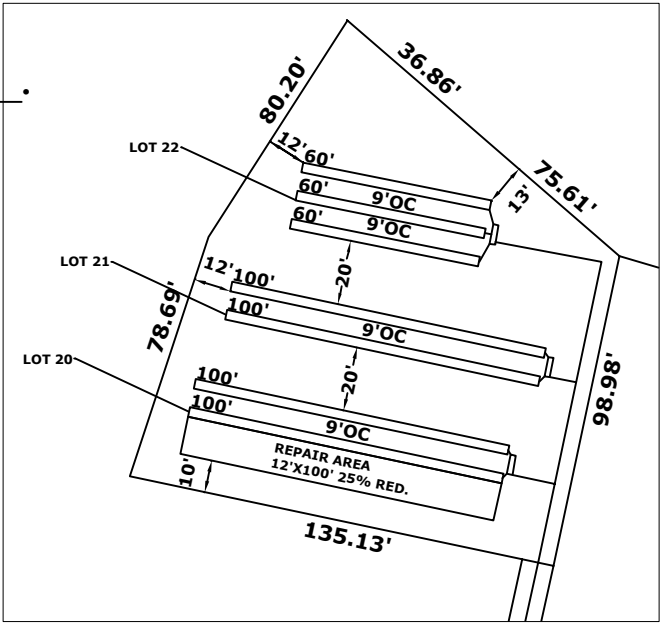 36.86'
80.20'
LOT 22
12'
60'
75.61'
60'
9'OC
13'
60'
9'OC
20'
LOT 21
12'
100'
78.69'
100'
9'OC
LOT 20
20'
98.98'
100'
100'
9'OC
REPAIR AREA
12'X100' 25% RED.
10'
135.13'